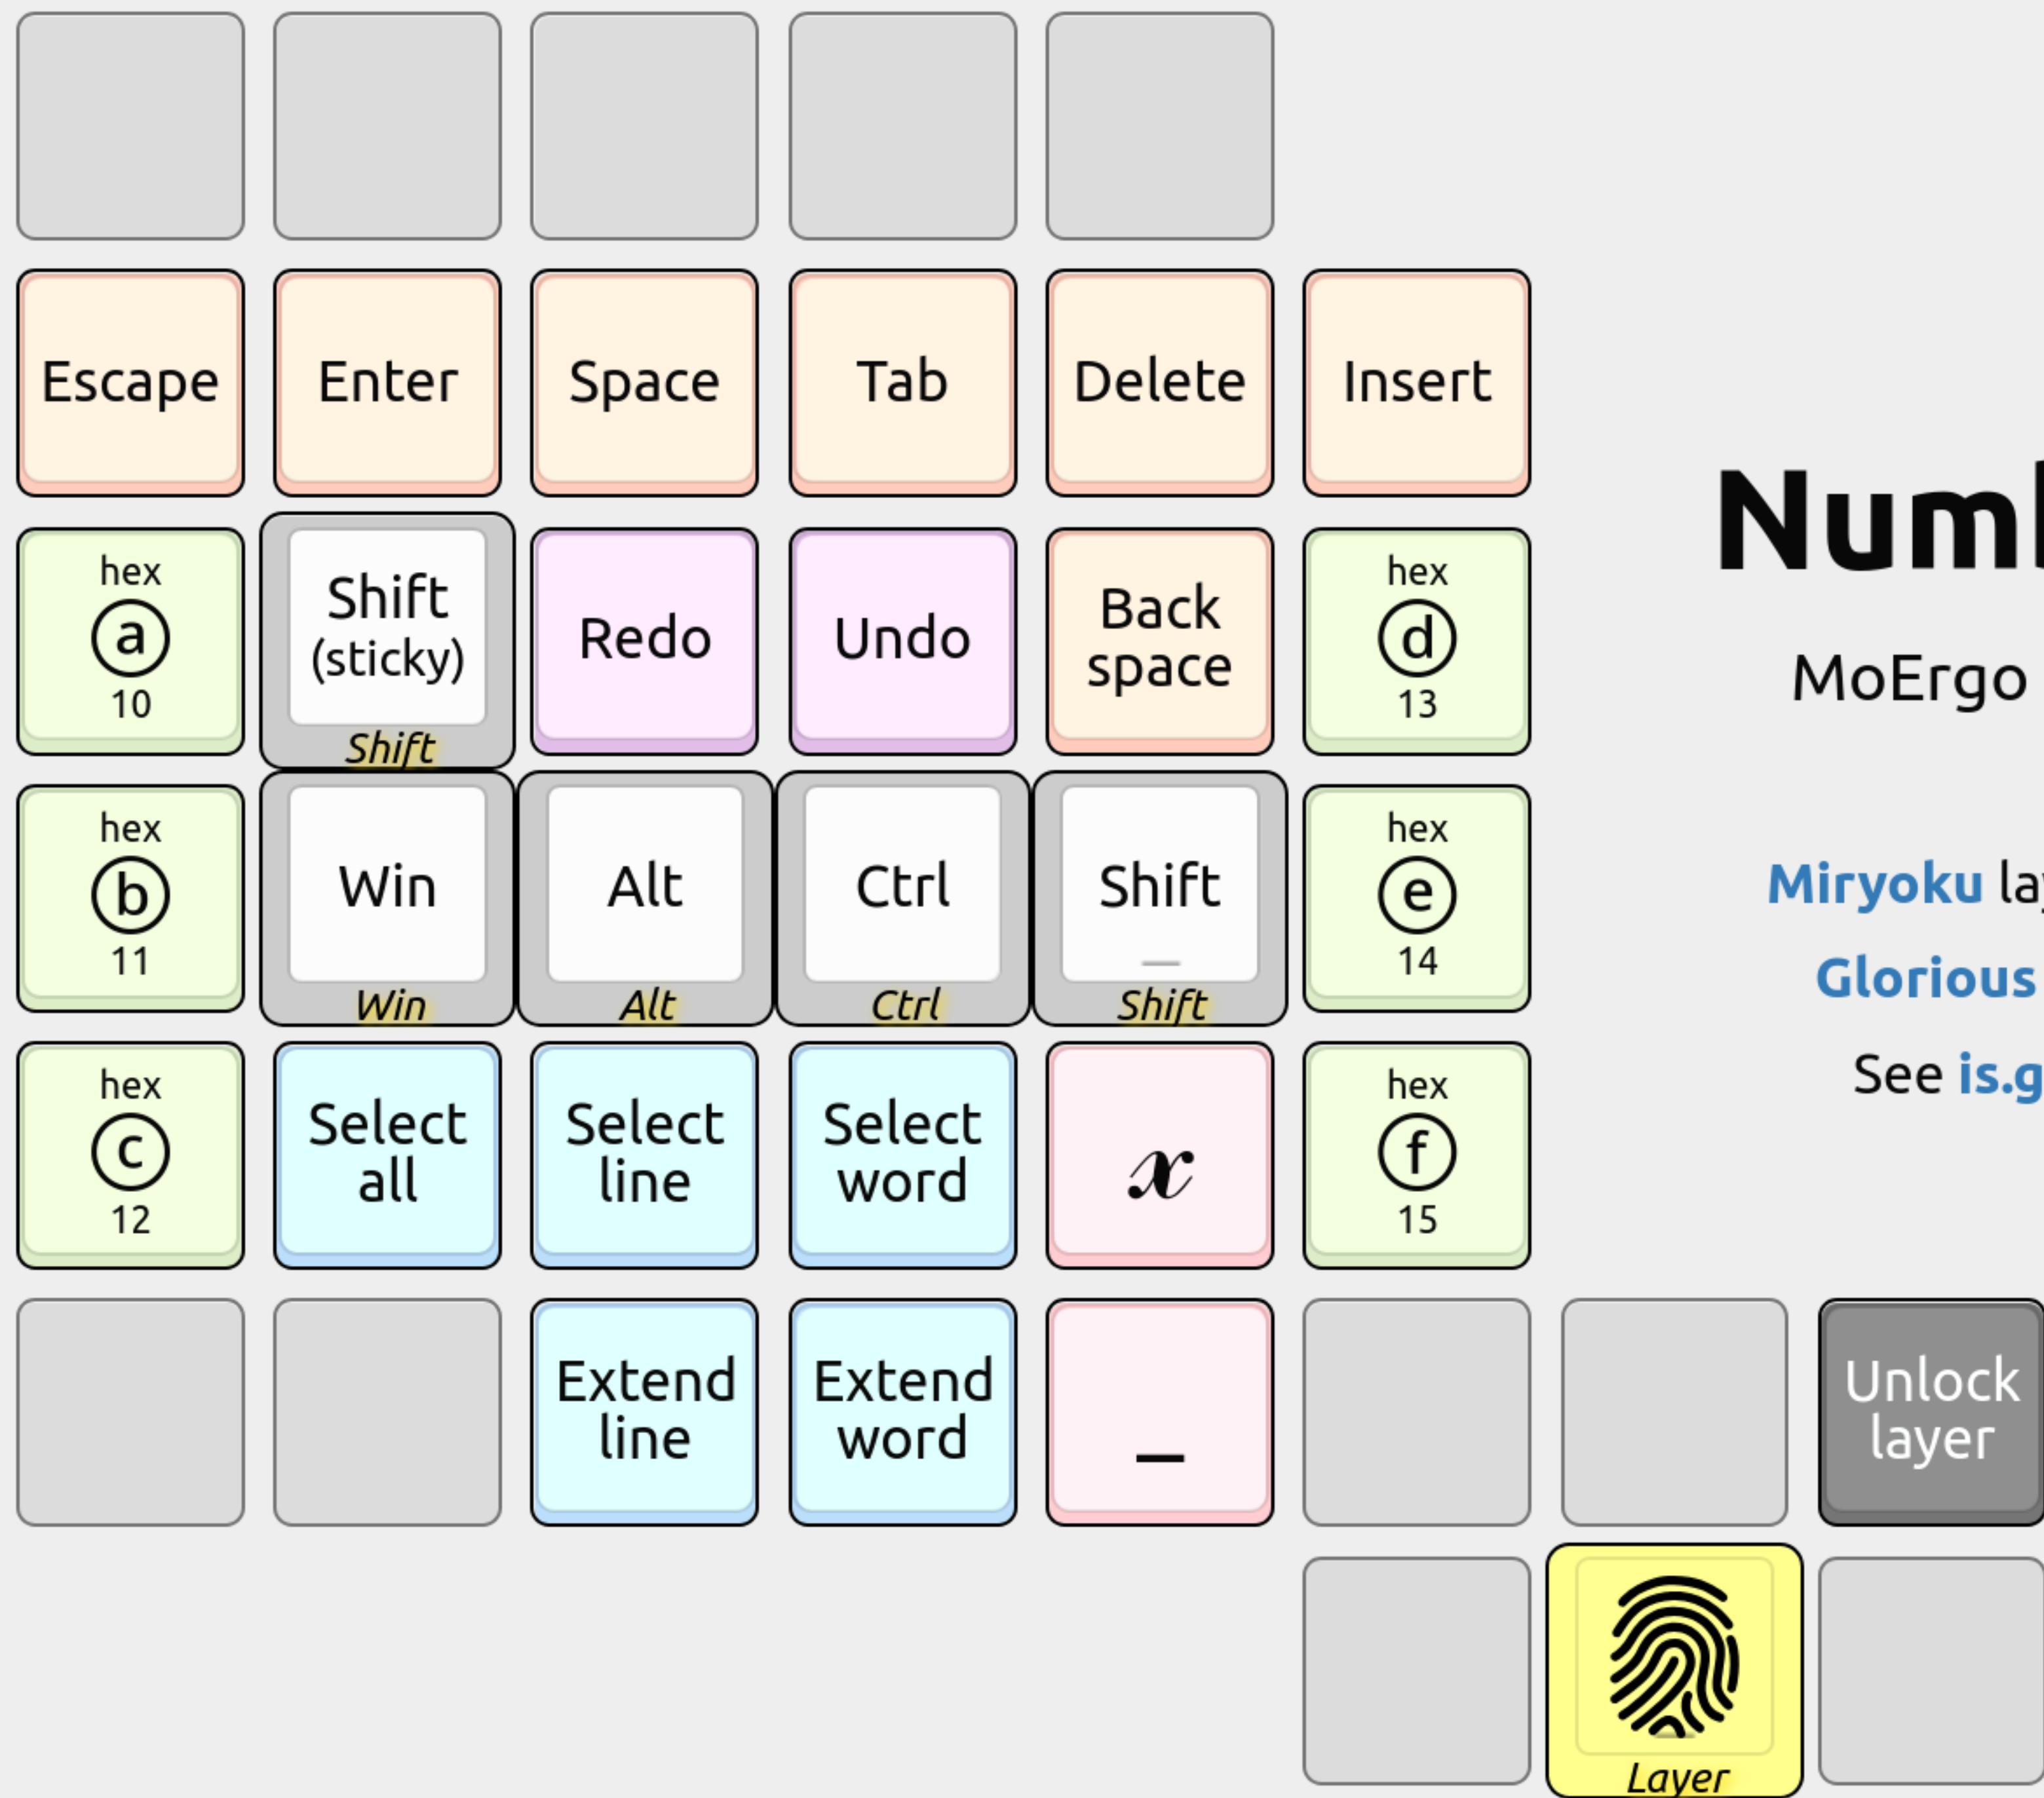 Escape Enter Space Tab Delete Insert
Num
hex
a
10
Shift
(sticky)
Shift
Redo
Undo
Back
space
hex
d
13
MoErgo
hex
b
11
Win
Win
Alt
Alt
Ctrl
Ctrl
Shift
Shift
hex
e
14
Miryoku
Glorious
hex
c
12
Select
all
Select
line
Select
word
x
hex
f
15
See is.g
Extend
line
Extend
word
_
Unlock
layer
Layer